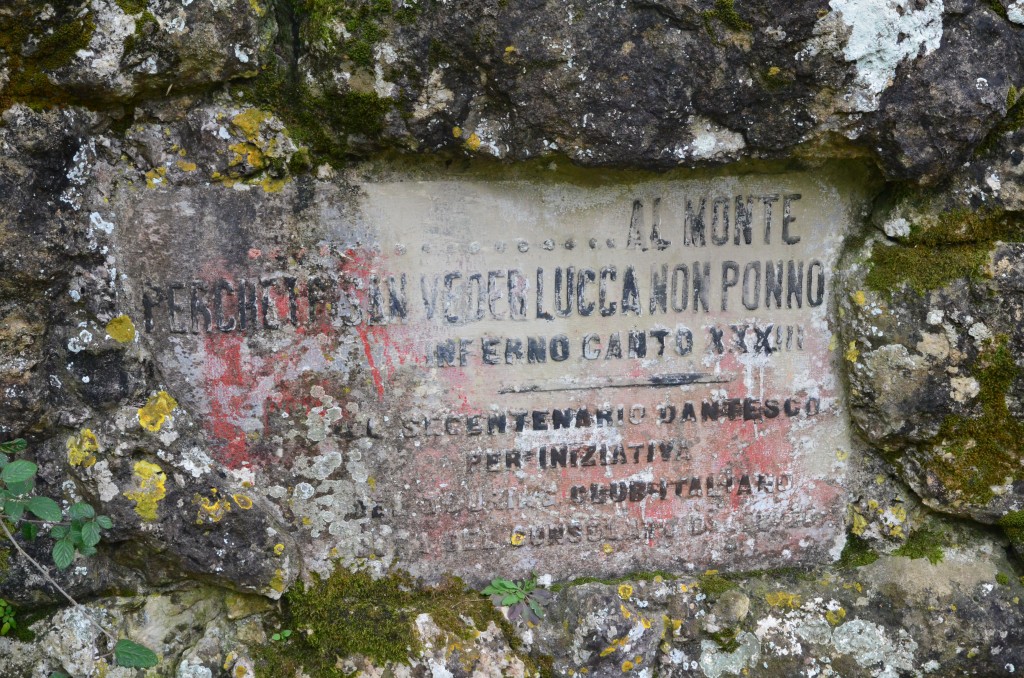 ........AL MONTE
PERCHE I PISAN VEDER LUCCA NON PONNO
INFERNO CANTO XXXIII
SECENTENARIO DANTESCO
PER INIZIATIVA
CLUB ITALIANO
DEL CONSOLATO DI